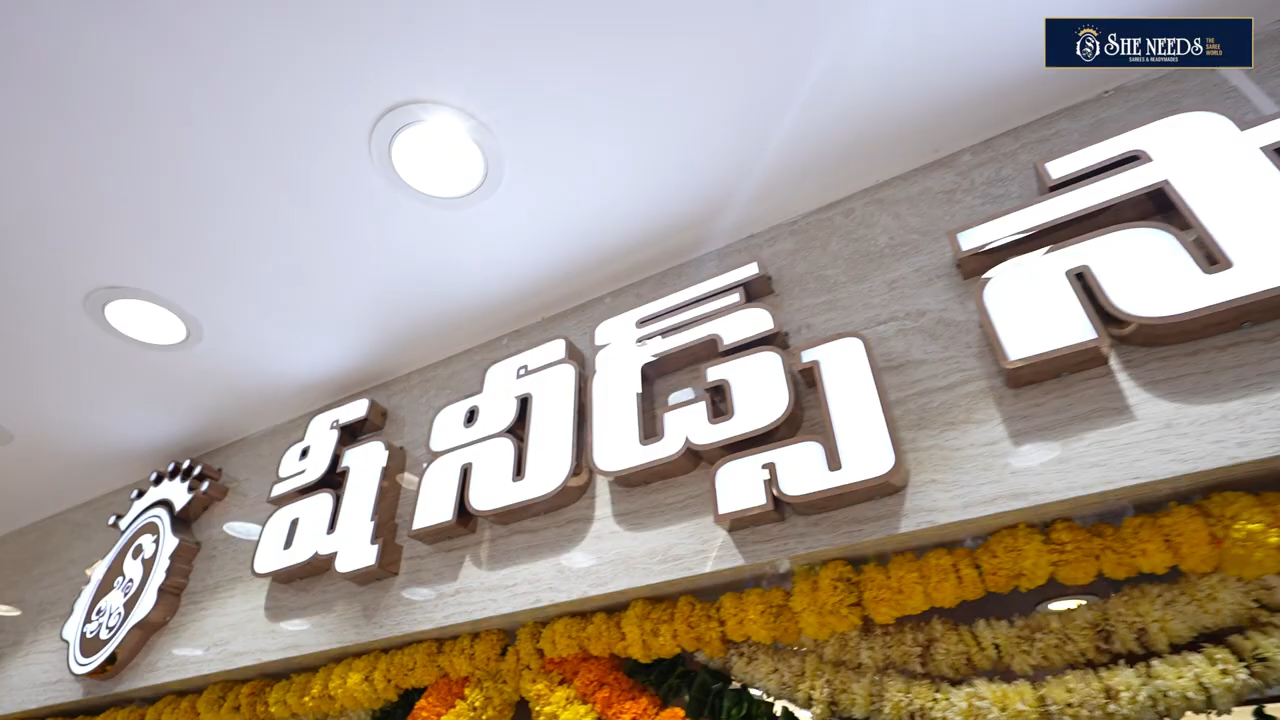 SHE NEEDS
THE
SAREE
WORLD
SAREES & READYMADES
షీ నీడ్స్